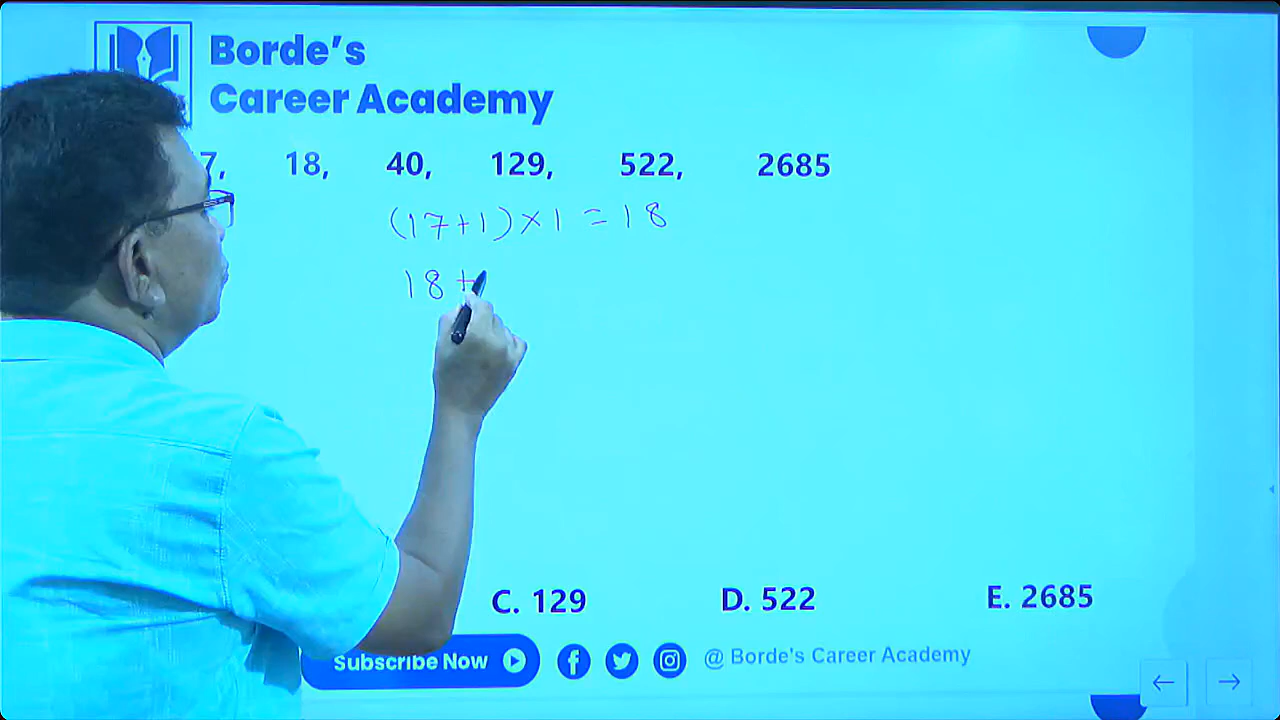 Borde's
Career Academy
7, 18, 40, 129, 522, 2685
(17+1)×1=18
18+
C. 129 D. 522 E. 2685
Subscribe Now @ Borde's Career Academy